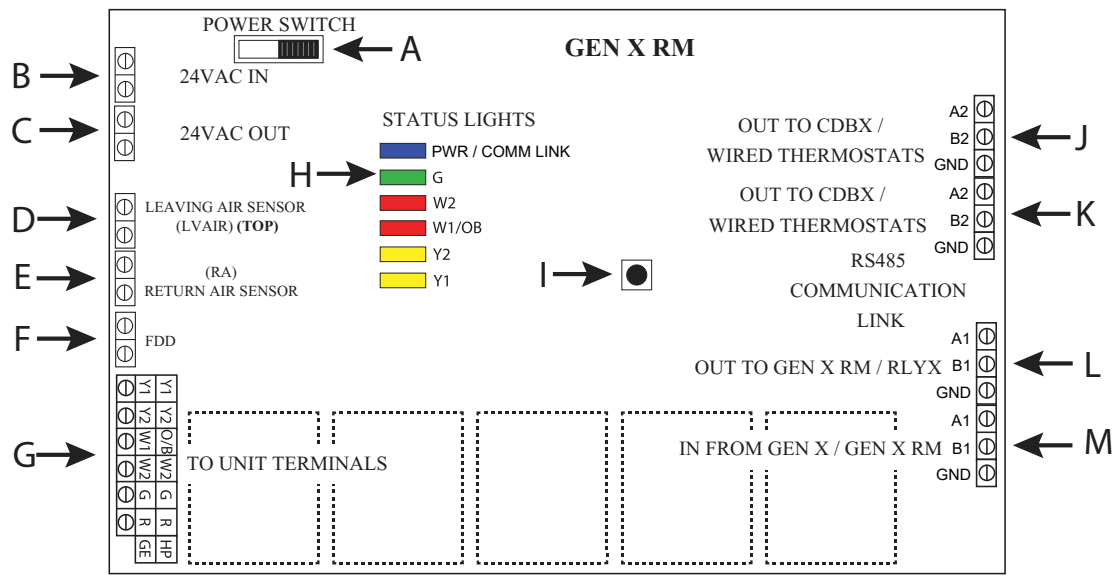 POWER SWITCH
A
GEN X RM
B
24VAC IN
C
24VAC OUT
STATUS LIGHTS
PWR / COMM LINK
H
G
W2
W1/OB
Y2
Y1
D
LEAVING AIR SENSOR
(LVAIR) (TOP)
E
(RA)
RETURN AIR SENSOR
F
FDD
I
OUT TO CDBX /
WIRED THERMOSTATS
A2
B2
GND
J
OUT TO CDBX /
WIRED THERMOSTATS
A2
B2
GND
K
RS485
COMMUNICATION
LINK
OUT TO GEN X RM / RLYX
A1
B1
GND
L
IN FROM GEN X / GEN X RM
A1
B1
GND
M
G
Y1 Y1
Y2 Y2
W1 O/B
W2 W2
G G
R R
GE HP
TO UNIT TERMINALS